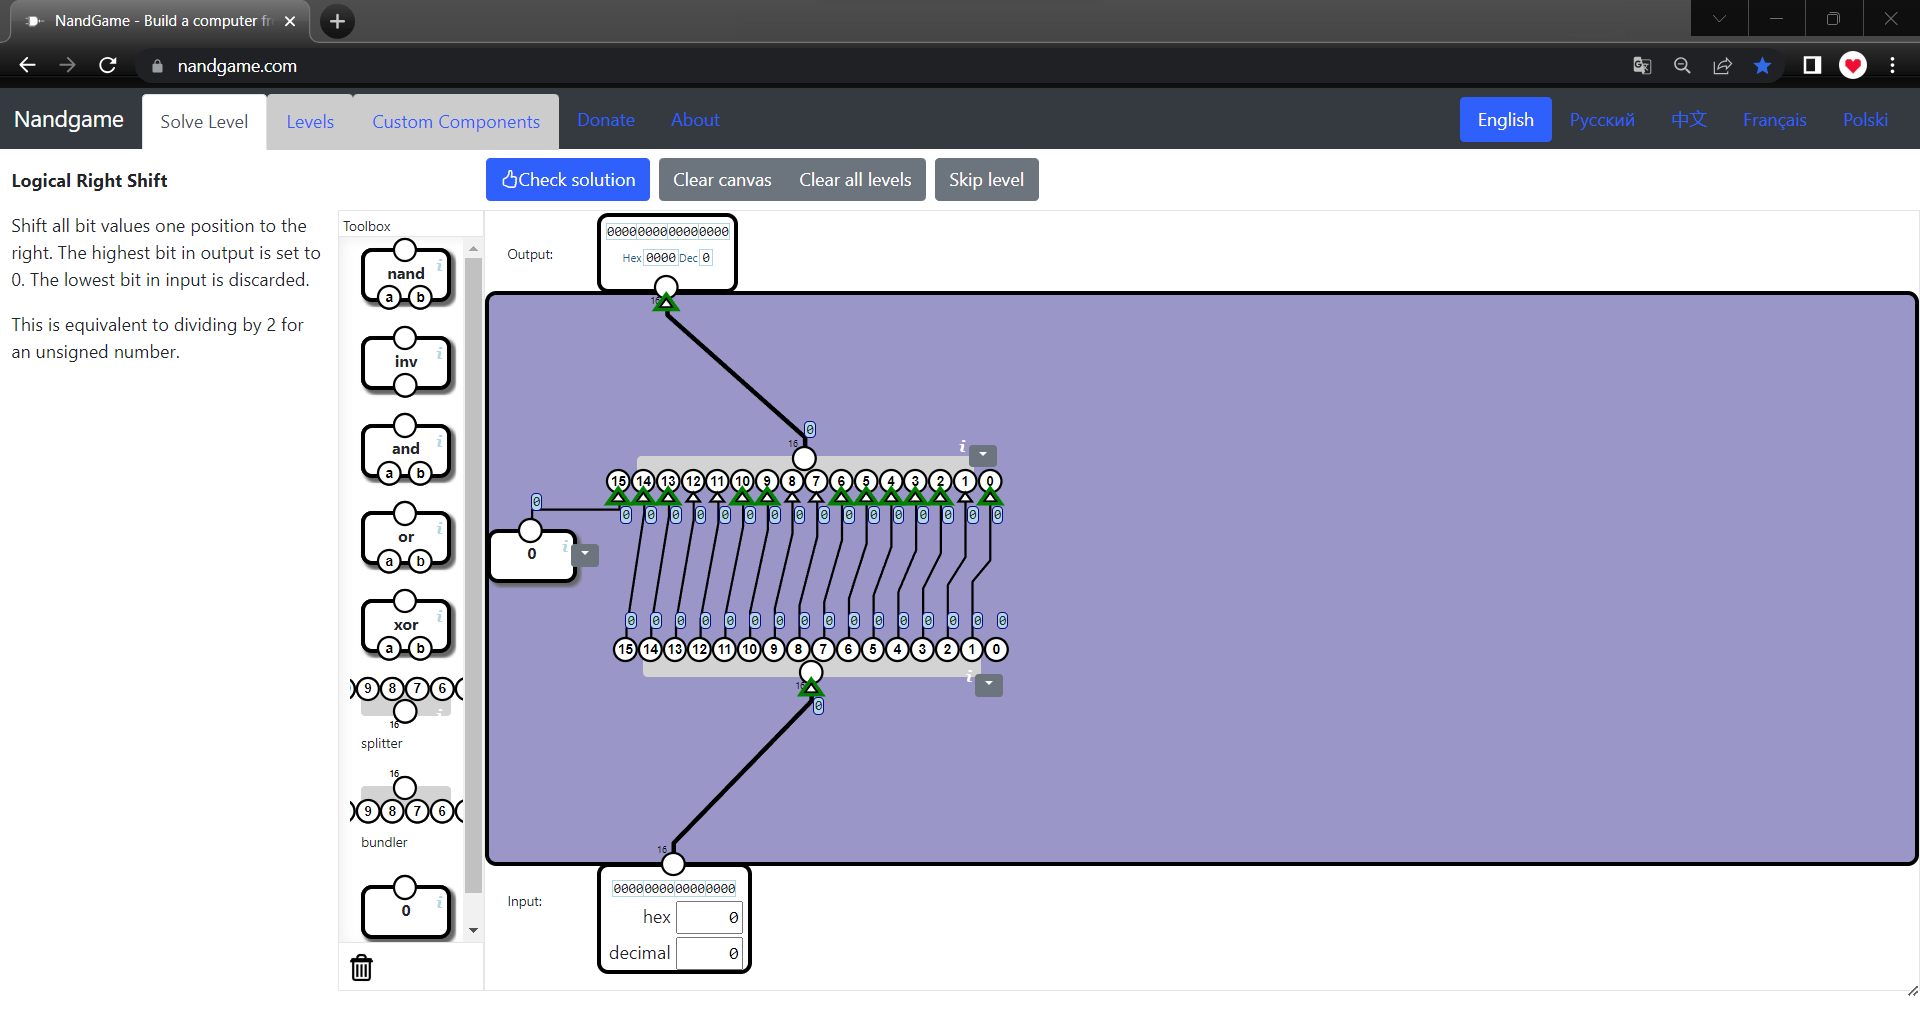 NandGame - Build a computer fr
nandgame.com
Nandgame
Solve Level
Levels
Custom Components
Donate
About
English
Русский
中文
Français
Polski
Logical Right Shift
Shift all bit values one position to the
right. The highest bit in output is set to
0. The lowest bit in input is discarded.
This is equivalent to dividing by 2 for
an unsigned number.
Check solution
Clear canvas
Clear all levels
Skip level
Toolbox
nand
i
a b
inv
i
and
i
a b
or
i
a b
xor
i
a b
9 8 7 6
i
16
splitter
16
9 8 7 6
bundler
0
i
Output:
0000000000000000
Hex 0000 Dec 0
16
0
16
i
15 14 13 12 11 10 9 8 7 6 5 4 3 2 1 0
0
0 0 0 0 0 0 0 0 0 0 0 0 0 0 0 0
0
i
0 0 0 0 0 0 0 0 0 0 0 0 0 0 0 0
15 14 13 12 11 10 9 8 7 6 5 4 3 2 1 0
i
16
0
16
Input:
0000000000000000
hex 0
decimal 0